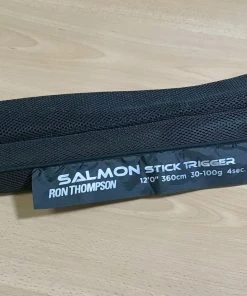 SALMON STICK TRIGGER
RON THOMPSON 12'0" 360cm 30-100g 4sec.